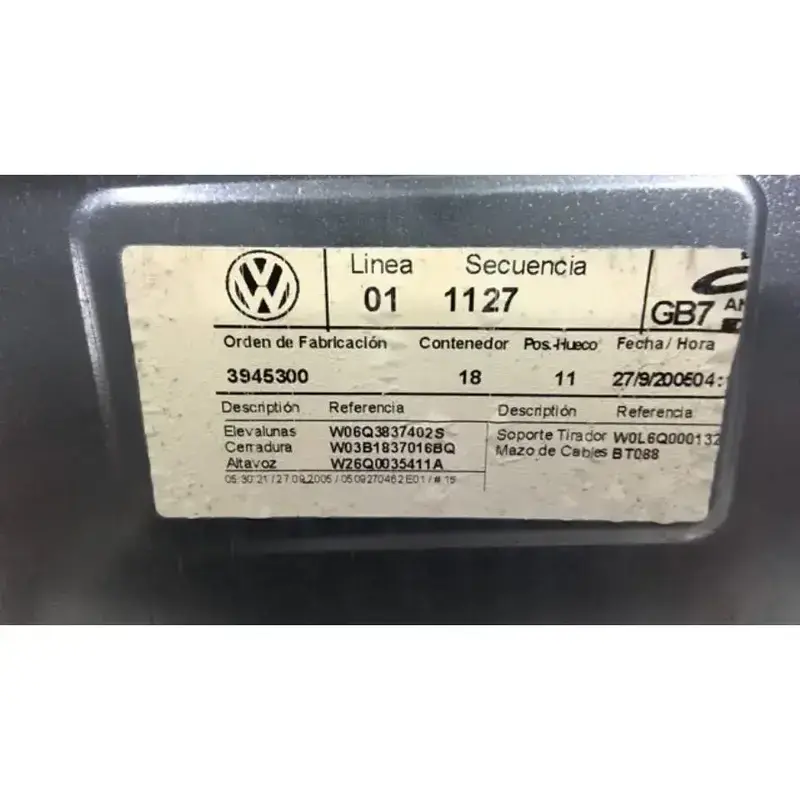 Linea Secuencia
01 1127
GB7
Orden de Fabricación Contenedor Pos.-Hueco Fecha/ Hora
3945300 18 11 27/9/200504:
Descriptión Referencia Descriptión Referencia
Elevalunas W06Q3837402S Soporte Tirador W0L6Q000132
Cerradura W03B1837016BQ Mazo de Cables BT088
Altavoz W26Q0035411A
05:30:21 / 27.09.2005 / 0509270462E01 / # 15